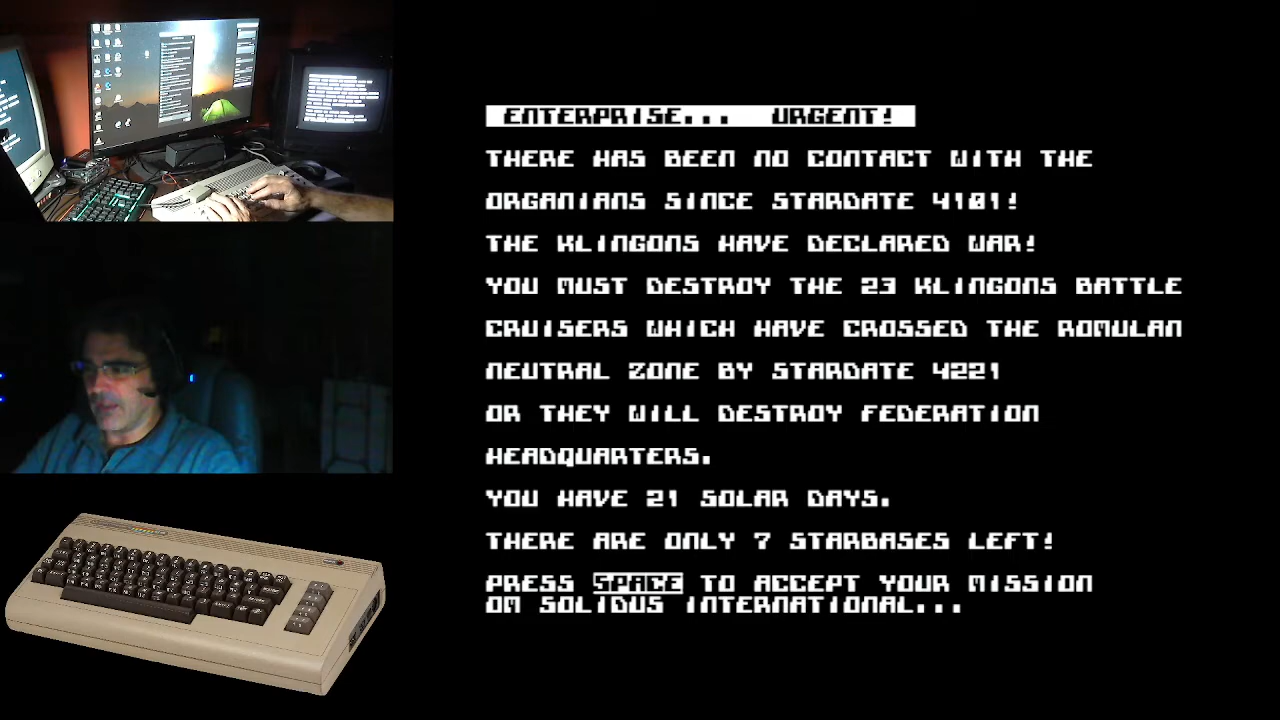 ENTERPRISE... URGENT!
THERE HAS BEEN NO CONTACT WITH THE
ORGANIANS SINCE STARDATE 4101!
THE KLINGONS HAVE DECLARED WAR!
YOU MUST DESTROY THE 23 KLINGONS BATTLE
CRUISERS WHICH HAVE CROSSED THE ROMULAN
NEUTRAL ZONE BY STARDATE 4221
OR THEY WILL DESTROY FEDERATION
HEADQUARTERS.
YOU HAVE 21 SOLAR DAYS.
THERE ARE ONLY 7 STARBASES LEFT!
PRESS SPACE TO ACCEPT YOUR MISSION
OM SOLIDUS INTERNATIONAL...